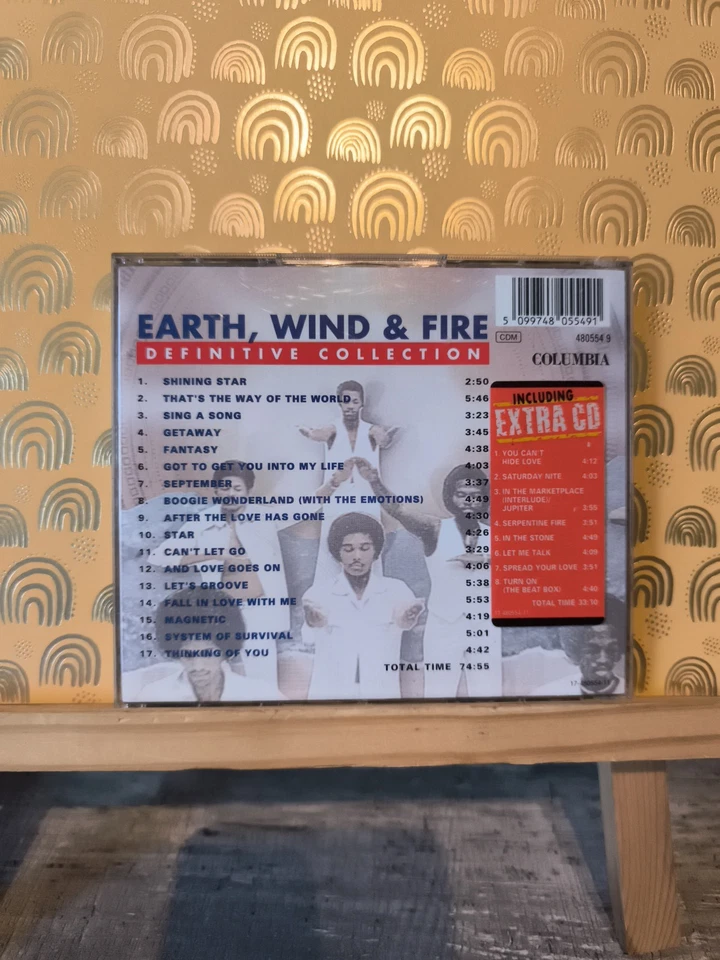 5 099748 055491
CDM 480554 9
COLUMBIA
EARTH, WIND & FIRE
DEFINITIVE COLLECTION
1. SHINING STAR 2:50
2. THAT'S THE WAY OF THE WORLD 5:46
3. SING A SONG 3:23
4. GETAWAY 3:45
5. FANTASY 4:38
6. GOT TO GET YOU INTO MY LIFE 4:03
7. SEPTEMBER 3:37
8. BOOGIE WONDERLAND (WITH THE EMOTIONS) 4:49
9. AFTER THE LOVE HAS GONE 4:30
10. STAR 4:26
11. CAN'T LET GO 3:29
12. AND LOVE GOES ON 4:06
13. LET'S GROOVE 5:38
14. FALL IN LOVE WITH ME 5:53
15. MAGNETIC 4:19
16. SYSTEM OF SURVIVAL 5:01
17. THINKING OF YOU 4:42
TOTAL TIME 74:55
INCLUDING
EXTRA CD
1. YOU CAN'T
HIDE LOVE 4:12
2. SATURDAY NITE 4:03
3. IN THE MARKETPLACE
(INTERLUDE)/
JUPITER 3:55
4. SERPENTINE FIRE 3:51
5. IN THE STONE 4:49
6. LET ME TALK 4:09
7. SPREAD YOUR LOVE 3:51
8. TURN ON
(THE BEAT BOX) 4:40
TOTAL TIME 33:10